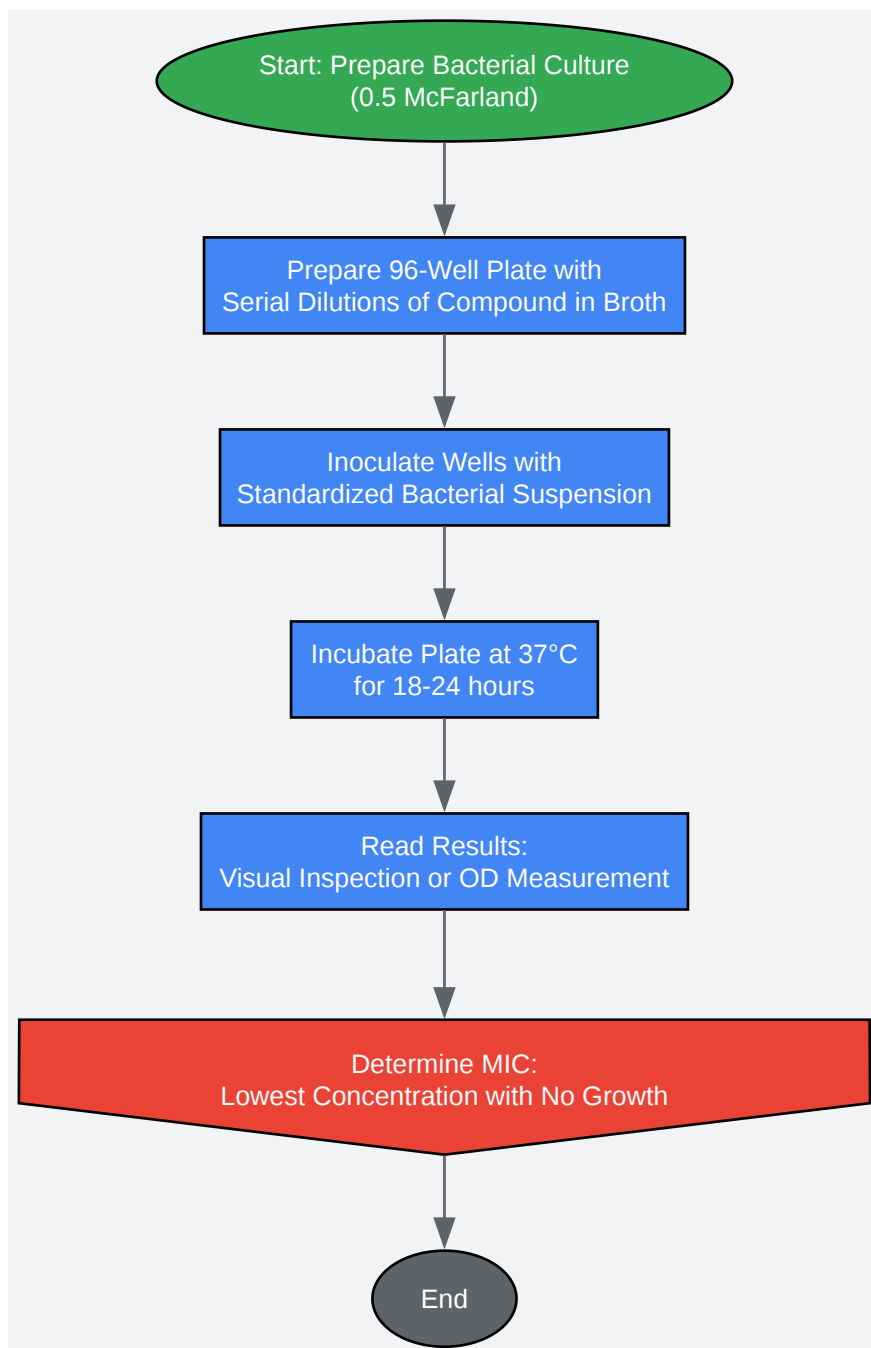 Start: Prepare Bacterial Culture
(0.5 McFarland)
Prepare 96-Well Plate with
Serial Dilutions of Compound in Broth
Inoculate Wells with
Standardized Bacterial Suspension
Incubate Plate at 37°C
for 18-24 hours
Read Results:
Visual Inspection or OD Measurement
Determine MIC:
Lowest Concentration with No Growth
End